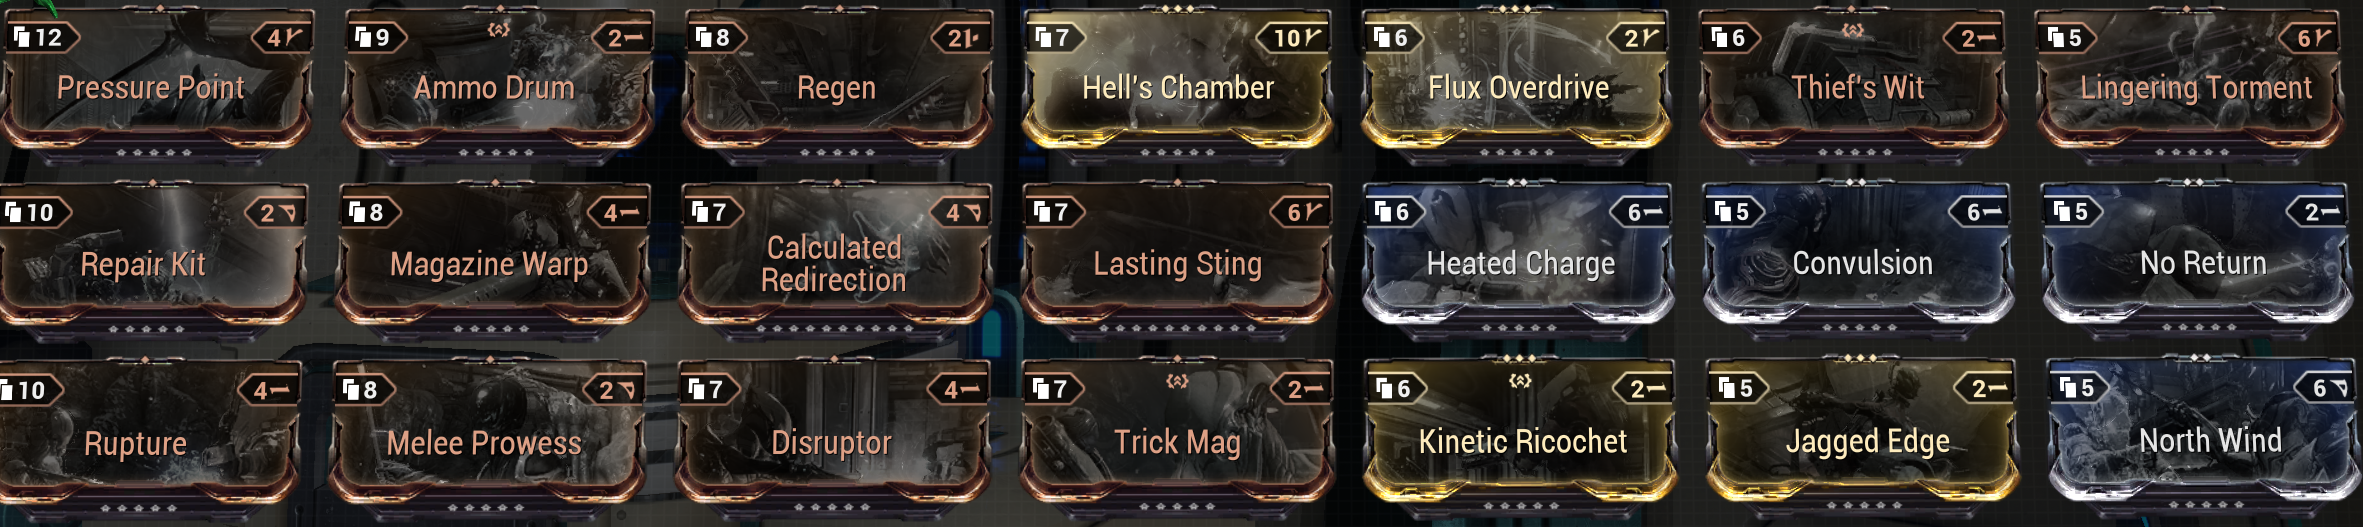 12 4 9 2 8 21 7 10 6 2 6 2 5 6
Pressure Point Ammo Drum Regen Hell's Chamber Flux Overdrive Thief's Wit Lingering Torment
10 2 8 4 7 4 7 6 6 6 5 6 5 2
Repair Kit Magazine Warp Calculated Lasting Sting Heated Charge Convulsion No Return
Redirection
10 4 8 2 7 4 7 2 6 2 5 2 5 6
Rupture Melee Prowess Disruptor Trick Mag Kinetic Ricochet Jagged Edge North Wind